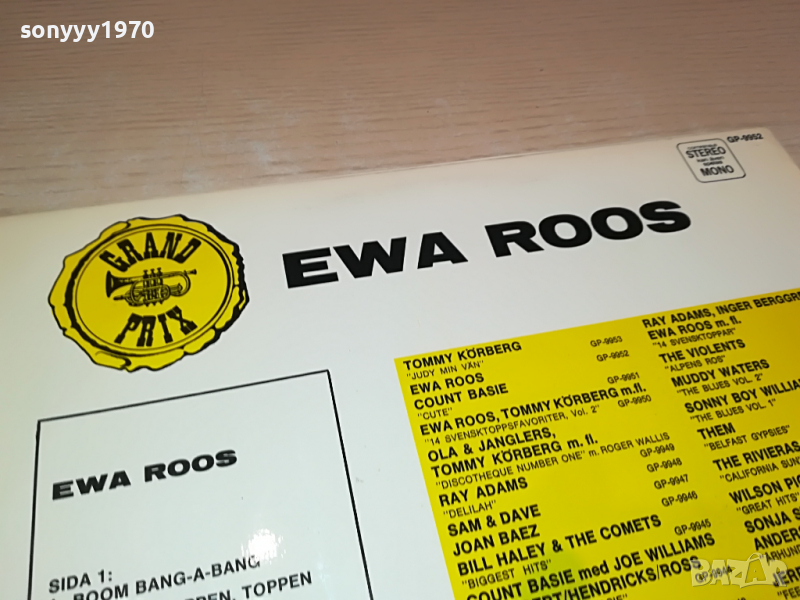 sonyyy1970
GP-9952
STEREO
MONO
EWA ROOS
GRAND
PRIX
TOMMY KÖRBERG GP-9953
"JUDY MIN VÄN"
EWA ROOS GP-9952
COUNT BASIE GP-9951
"CUTE"
EWA ROOS, TOMMY KÖRBERG m.fl. GP-9950
"14 SVENSKTOPPSFAVORITER, Vol. 2"
OLA & JANGLERS,
TOMMY KÖRBERG m. fl.
"DISCOTHEQUE NUMBER ONE" m. ROGER WALLIS GP-9949
RAY ADAMS GP-9948
"DELILAH"
SAM & DAVE GP-9947
JOAN BAEZ GP-9946
BILL HALEY & THE COMETS GP-9945
"BIGGEST HITS"
COUNT BASIE med JOE WILLIAMS GP-9944
HENDRICKS/ROSS
RAY ADAMS, INGER
EWA ROOS m. fl.
"14 SVENSKTOPPAR"
THE VIOLENTS
"ALPENS ROS"
MUDDY WATERS
"THE BLUES VOL. 2"
SONNY BOY
"THE BLUES VOL. 1"
THEM
"BELFAST GYPSIES"
THE RIVIERAS
"CALIFORNIA SUN
WILSON
"GREAT HITS"
SONJA
EWA ROOS
SIDA 1:
BOOM BANG-A-BANG
TOPPEN
BAZAR